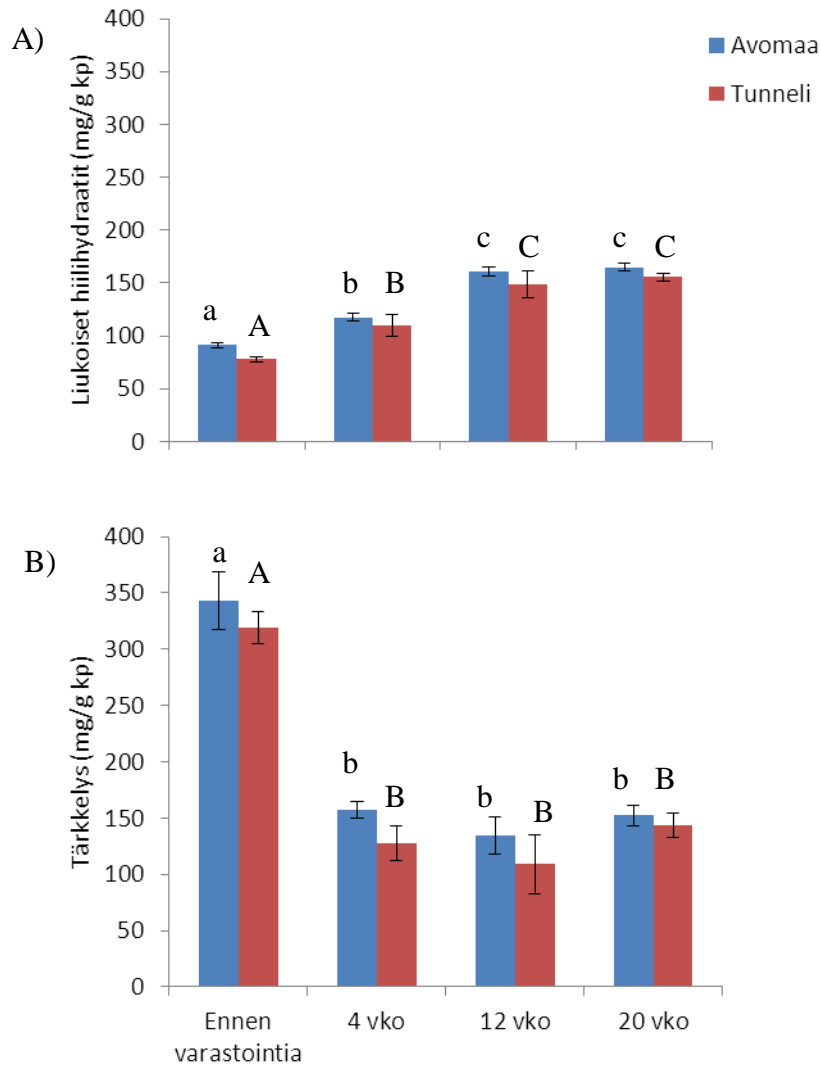 A)
Liukoiset hiilihydraatit (mg/g kp)
400
350
300
250
200
150
100
50
0
Avomaa
Tunneli
a
A
b
B
c
C
c
C
B)
Tärkkelys (mg/g kp)
400
350
300
250
200
150
100
50
0
a
A
b
B
b
B
b
B
Ennen
varastointia
4 vko
12 vko
20 vko